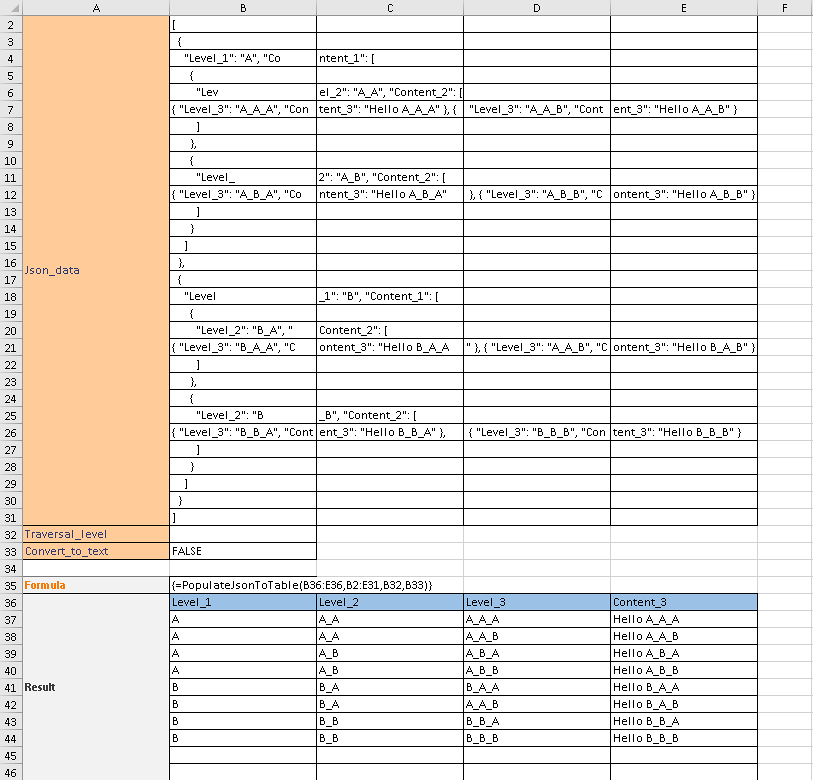 A B C D E F
2 [
3 {
4 "Level_1": "A", "Co ntent_1": [
5 {
6 "Lev el_2": "A_A", "Content_2": [
7 { "Level_3": "A_A_A", "Con tent_3": "Hello A_A_A" }, { "Level_3": "A_A_B", "Cont ent_3": "Hello A_A_B" }
8 ]
9 },
10 {
11 "Level_ 2": "A_B", "Content_2": [
12 { "Level_3": "A_B_A", "Co ntent_3": "Hello A_B_A" }, { "Level_3": "A_B_B", "C ontent_3": "Hello A_B_B" }
13 ]
14 }
15 ]
16 },
Json_data
17 {
18 "Level _1": "B", "Content_1": [
19 {
20 "Level_2": "B_A", " Content_2": [
21 { "Level_3": "B_A_A", "C ontent_3": "Hello B_A_A " }, { "Level_3": "A_A_B", "C ontent_3": "Hello B_A_B" }
22 ]
23 },
24 {
25 "Level_2": "B _B", "Content_2": [
26 { "Level_3": "B_B_A", "Cont ent_3": "Hello B_B_A" }, { "Level_3": "B_B_B", "Con tent_3": "Hello B_B_B" }
27 ]
28 }
29 ]
30 }
31 ]
32 Traversal_level
33 Convert_to_text FALSE
34
35 Formula {=PopulateJsonToTable(B36:E36,B2:E31,B32,B33)}
36 Level_1 Level_2 Level_3 Content_3
37 A A_A A_A_A Hello A_A_A
38 A A_A A_A_B Hello A_A_B
39 A A_B A_B_A Hello A_B_A
40 A A_B A_B_B Hello A_B_B
41 Result B B_A B_A_A Hello B_A_A
42 B B_A A_A_B Hello B_A_B
43 B B_B B_B_A Hello B_B_A
44 B B_B B_B_B Hello B_B_B
45
46